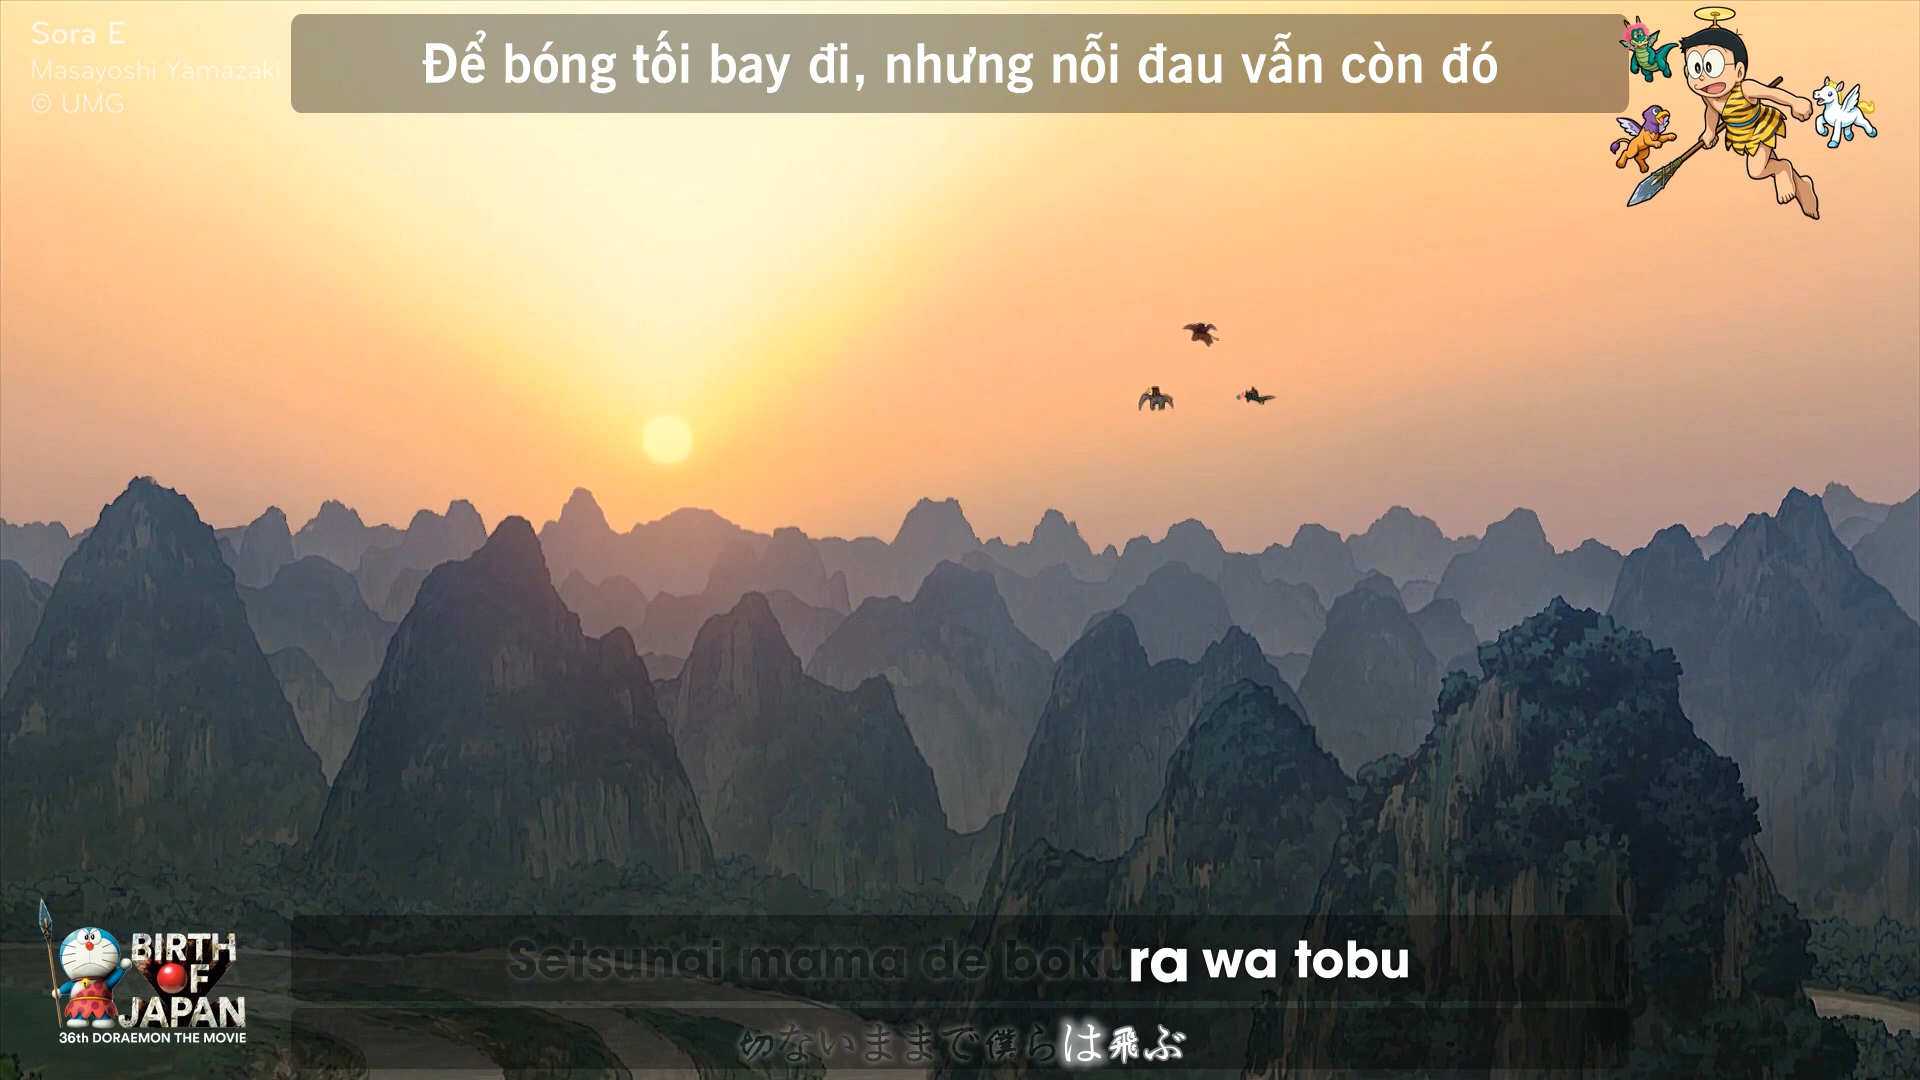 Sora E
Masayoshi Yamazaki
© UMG
Để bóng tối bay đi, nhưng nỗi đau vẫn còn đó
BIRTH
OF
JAPAN
36th DORAEMON THE MOVIE
Setsunai mama de bokura wa tobu
切ないままで僕らは飛ぶ